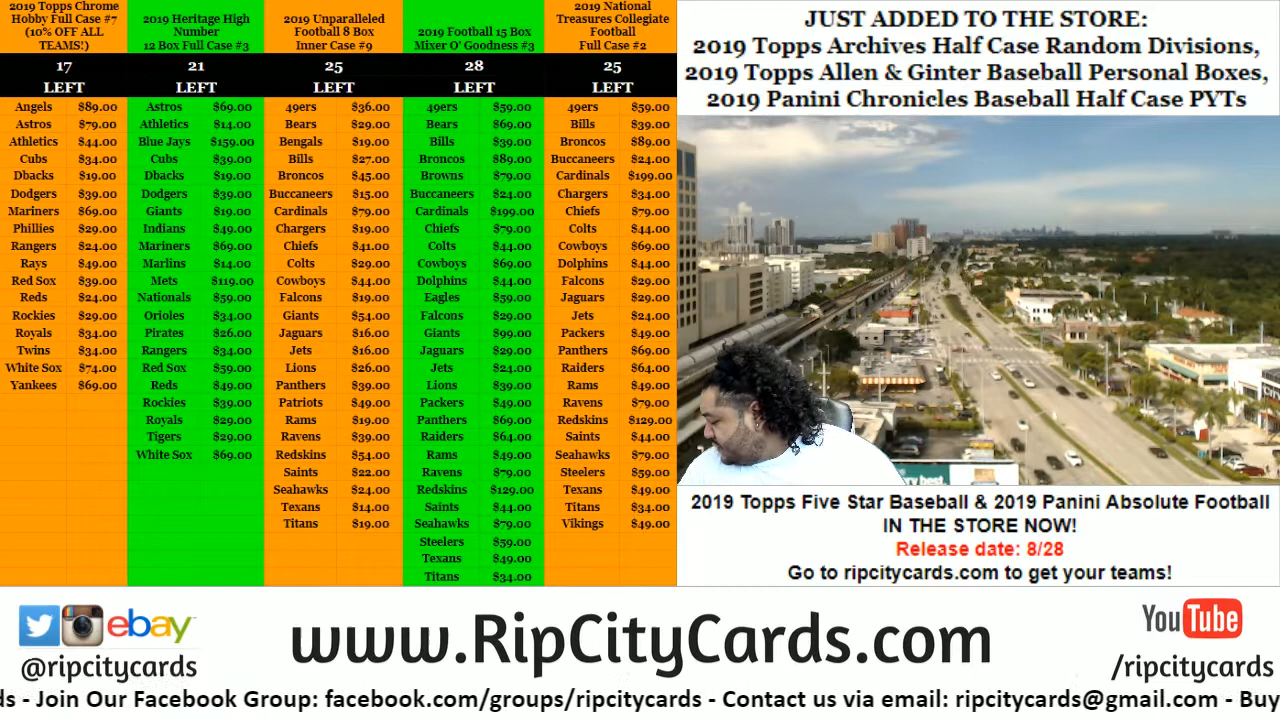 2019 Topps Chrome
Hobby Full Case #7
(10% OFF ALL
TEAMS!)
17
LEFT
Angels $89.00
Astros $79.00
Athletics $44.00
Cubs $34.00
Dbacks $19.00
Dodgers $39.00
Mariners $69.00
Phillies $29.00
Rangers $24.00
Rays $49.00
Red Sox $39.00
Reds $24.00
Rockies $29.00
Royals $34.00
Twins $34.00
White Sox $74.00
Yankees $69.00
2019 Heritage High
Number
12 Box Full Case #3
21
LEFT
Astros $69.00
Athletics $14.00
Blue Jays $159.00
Cubs $39.00
Dbacks $19.00
Dodgers $39.00
Giants $19.00
Indians $49.00
Mariners $69.00
Marlins $14.00
Mets $119.00
Nationals $59.00
Orioles $34.00
Pirates $26.00
Rangers $34.00
Red Sox $59.00
Reds $49.00
Rockies $39.00
Royals $29.00
Tigers $29.00
White Sox $69.00
2019 Unparalleled
Football 8 Box
Inner Case #9
25
LEFT
49ers $36.00
Bears $29.00
Bengals $19.00
Bills $27.00
Broncos $45.00
Buccaneers $15.00
Cardinals $79.00
Chargers $19.00
Chiefs $41.00
Colts $29.00
Cowboys $44.00
Falcons $19.00
Giants $54.00
Jaguars $16.00
Jets $16.00
Lions $26.00
Panthers $39.00
Patriots $49.00
Rams $19.00
Ravens $39.00
Redskins $54.00
Saints $22.00
Seahawks $24.00
Texans $14.00
Titans $19.00
2019 Football 15 Box
Mixer O' Goodness #3
28
LEFT
49ers $59.00
Bears $69.00
Bills $39.00
Broncos $89.00
Browns $79.00
Buccaneers $24.00
Cardinals $199.00
Chiefs $79.00
Colts $44.00
Cowboys $69.00
Dolphins $44.00
Eagles $59.00
Falcons $29.00
Giants $99.00
Jaguars $29.00
Jets $24.00
Lions $39.00
Packers $49.00
Panthers $69.00
Raiders $64.00
Rams $49.00
Ravens $79.00
Redskins $129.00
Saints $44.00
Seahawks $79.00
Steelers $59.00
Texans $49.00
Titans $34.00
2019 National
Treasures Collegiate
Football
Full Case #2
25
LEFT
49ers $59.00
Bills $39.00
Broncos $89.00
Buccaneers $24.00
Cardinals $199.00
Chargers $34.00
Chiefs $79.00
Colts $44.00
Cowboys $69.00
Dolphins $44.00
Falcons $29.00
Jaguars $29.00
Jets $24.00
Packers $49.00
Panthers $69.00
Raiders $64.00
Rams $49.00
Ravens $79.00
Redskins $129.00
Saints $44.00
Seahawks $79.00
Steelers $59.00
Texans $49.00
Titans $34.00
Vikings $49.00
JUST ADDED TO THE STORE:
2019 Topps Archives Half Case Random Divisions,
2019 Topps Allen & Ginter Baseball Personal Boxes,
2019 Panini Chronicles Baseball Half Case PYTs
2019 Topps Five Star Baseball & 2019 Panini Absolute Football
IN THE STORE NOW!
Release date: 8/28
Go to ripcitycards.com to get your teams!
ebay
@ripcitycards
www.RipCityCards.com
YouTube
/ripcitycards
ds - Join Our Facebook Group: facebook.com/groups/ripcitycards - Contact us via email: ripcitycards@gmail.com - Buy